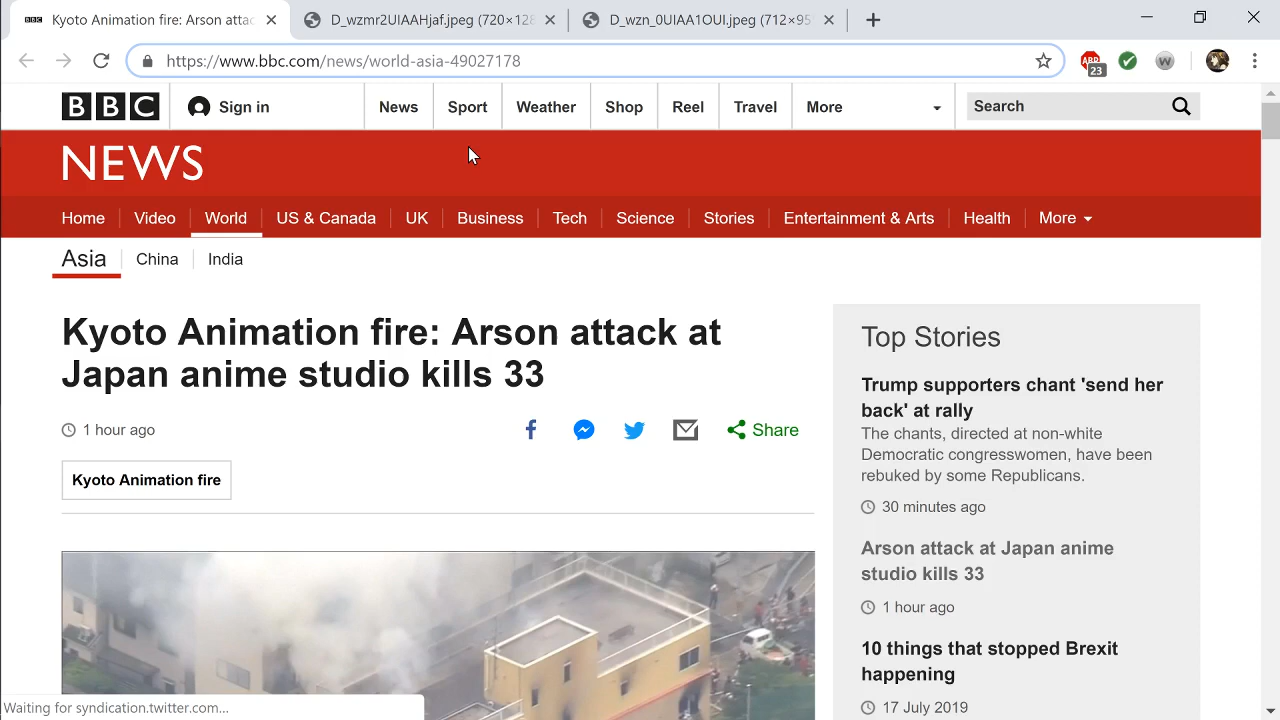 BBC Kyoto Animation fire: Arson attac
D_wzmr2UIAAHjaf.jpeg (720×128
D_wzn_0UIAA1OUI.jpeg (712×95
https://www.bbc.com/news/world-asia-49027178
ABP
23
W
BBC Sign in News Sport Weather Shop Reel Travel More Search
NEWS
Home Video World US & Canada UK Business Tech Science Stories Entertainment & Arts Health More
Asia China India
Kyoto Animation fire: Arson attack at
Japan anime studio kills 33
1 hour ago
Share
Kyoto Animation fire
Top Stories
Trump supporters chant 'send her
back' at rally
The chants, directed at non-white
Democratic congresswomen, have been
rebuked by some Republicans.
30 minutes ago
Arson attack at Japan anime
studio kills 33
1 hour ago
10 things that stopped Brexit
happening
17 July 2019
Waiting for syndication.twitter.com...